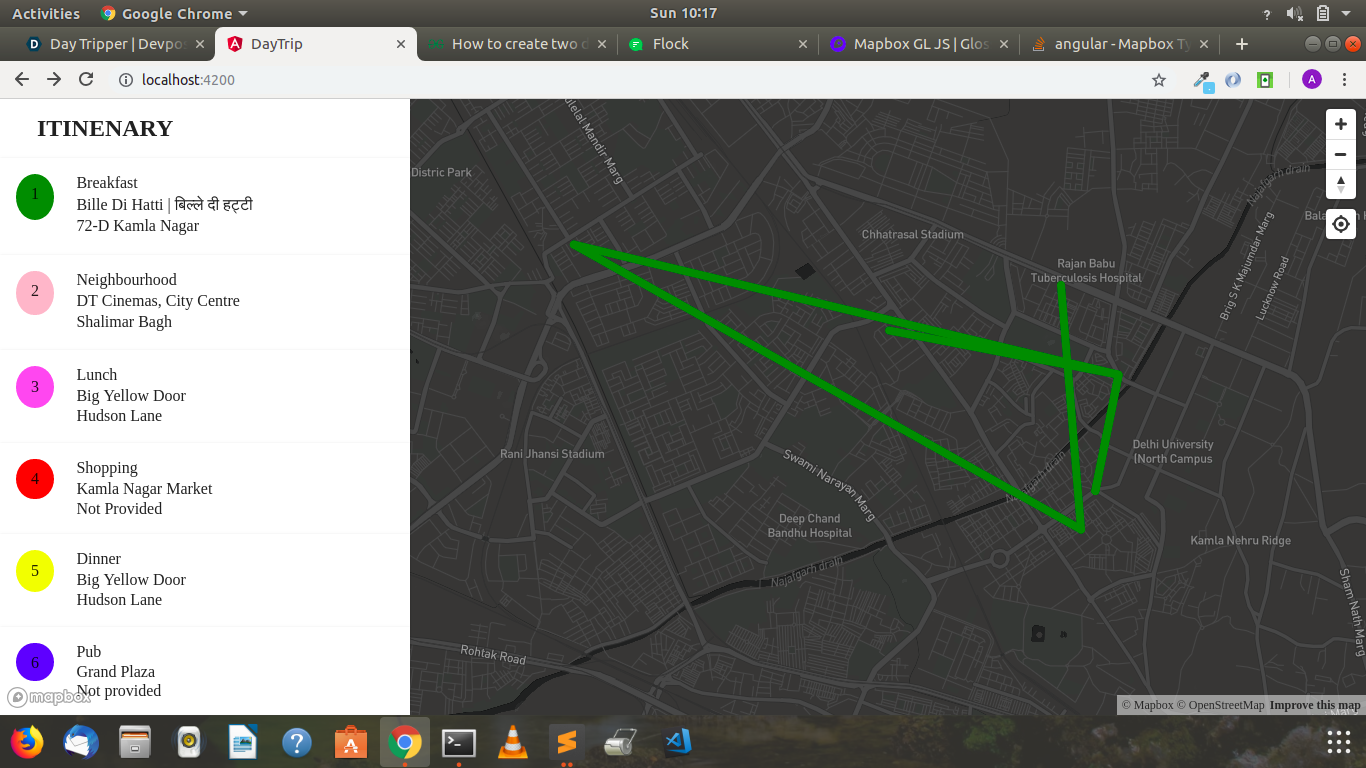 Activities
Google Chrome
Sun 10:17
?
Day Tripper | Devpos
DayTrip
How to create two d
Flock
Mapbox GL JS | Glos
angular - Mapbox Ty
localhost:4200
A
ITINENARY
1
Breakfast
Bille Di Hatti | बिल्ले दी हट्टी
72-D Kamla Nagar
2
Neighbourhood
DT Cinemas, City Centre
Shalimar Bagh
3
Lunch
Big Yellow Door
Hudson Lane
4
Shopping
Kamla Nagar Market
Not Provided
5
Dinner
Big Yellow Door
Hudson Lane
6
Pub
Grand Plaza
Not provided
mapbox
Mandir Marg
Distric Park
Chhatrasal Stadium
Rajan Babu
Tuberculosis Hospital
Najafgarh drain
Brig S K Majumdar Marg
Lucknow Road
Rani Jhansi Stadium
Swami Narayan Marg
Najafgarh drain
Delhi University
(North Campus
Deep Chand
Bandhu Hospital
Najafgarh drain
Kamla Nehru Ridge
Sham Nath Marg
Rohtak Road
© Mapbox © OpenStreetMap Improve this map